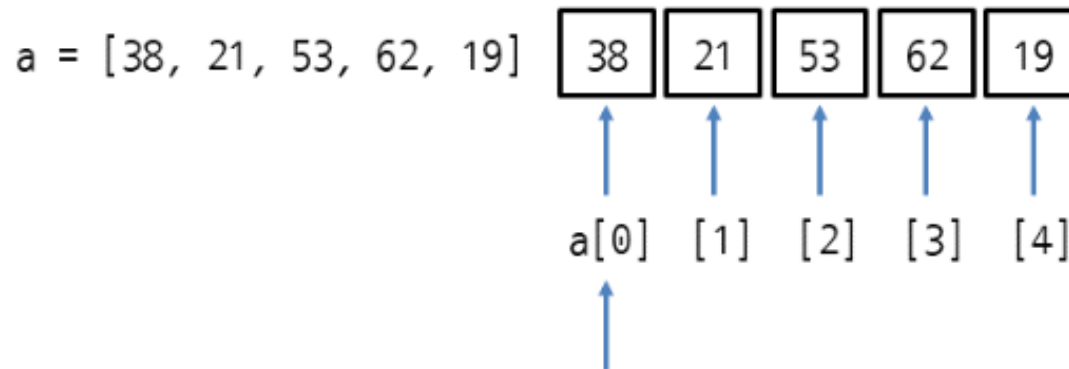 a = [38, 21, 53, 62, 19] 38 21 53 62 19
a[0] [1] [2] [3] [4]